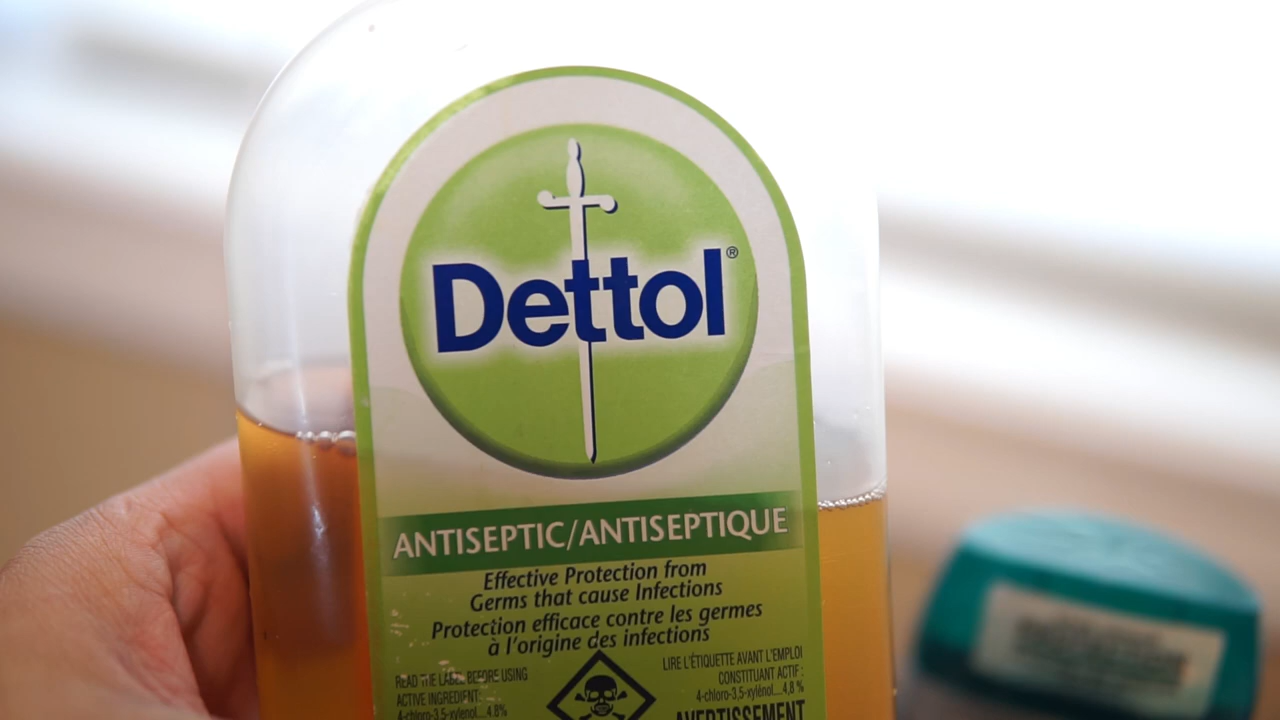 Dettol®
ANTISEPTIC/ANTISEPTIQUE
Effective Protection from
Germs that cause Infections
Protection efficace contre les germes
à l'origine des infections
READ THE LABEL BEFORE USING
ACTIVE INGREDIENT:
4-chloro-3,5-xylenol....4.8%
LIRE L'ÉTIQUETTE AVANT L'EMPLOI
CONSTITUANT ACTIF :
4-chloro-3,5-xylénol....4,8 %
AVERTISSEMENT